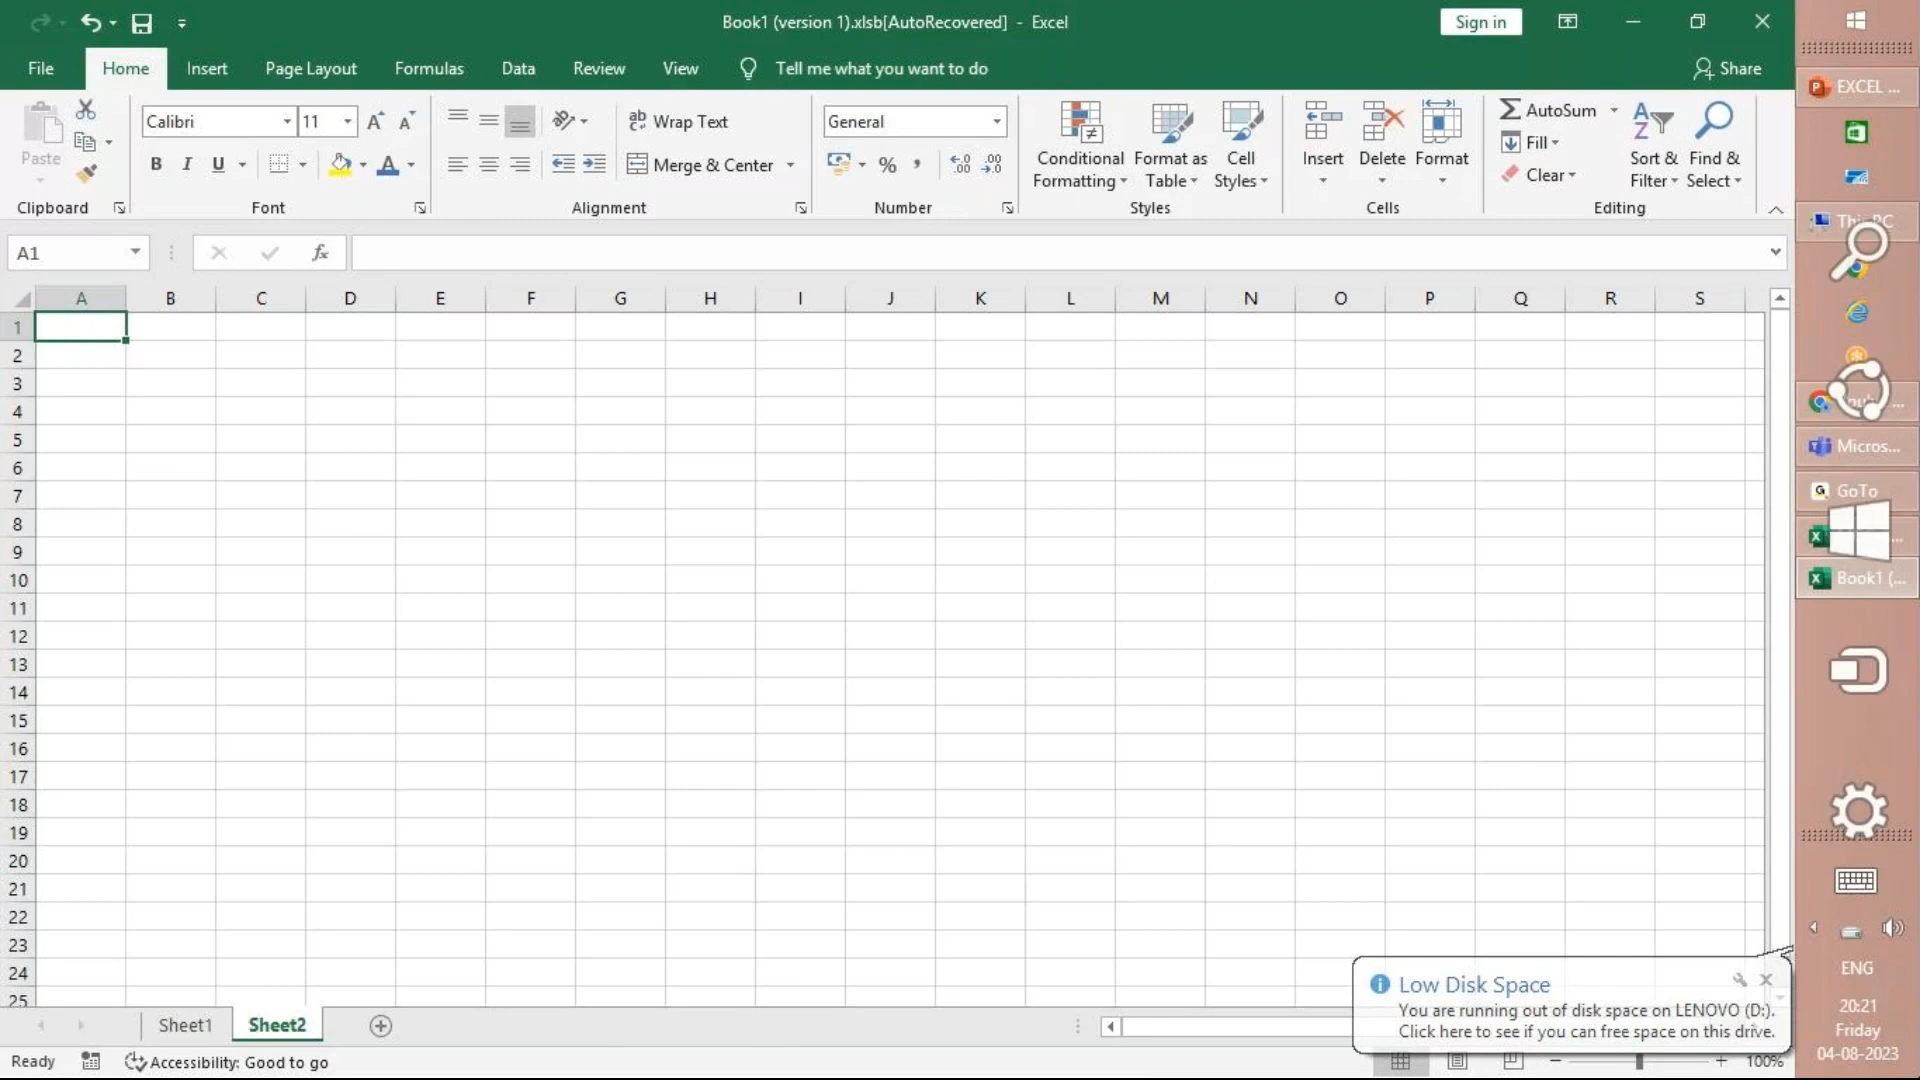 Book1 (version 1).xlsb[AutoRecovered] - Excel
Sign in
File Home Insert Page Layout Formulas Data Review View Tell me what you want to do Share
Paste
Calibri 11
Wrap Text
Merge & Center
General
Conditional Formatting
Format as Table
Cell Styles
Insert Delete Format
AutoSum
Fill
Clear
Sort & Filter
Find & Select
Clipboard Font Alignment Number Styles Cells Editing
A1 fx
A B C D E F G H I J K L M N O P Q R S
1
2
3
4
5
6
7
8
9
10
11
12
13
14
15
16
17
18
19
20
21
22
23
24
25
Sheet1 Sheet2
Ready Accessibility: Good to go
100%
Low Disk Space
You are running out of disk space on LENOVO (D:).
Click here to see if you can free space on this drive.
EXCEL ...
Micros...
GoTo
Book1 (...
ENG
20:21
Friday
04-08-2023